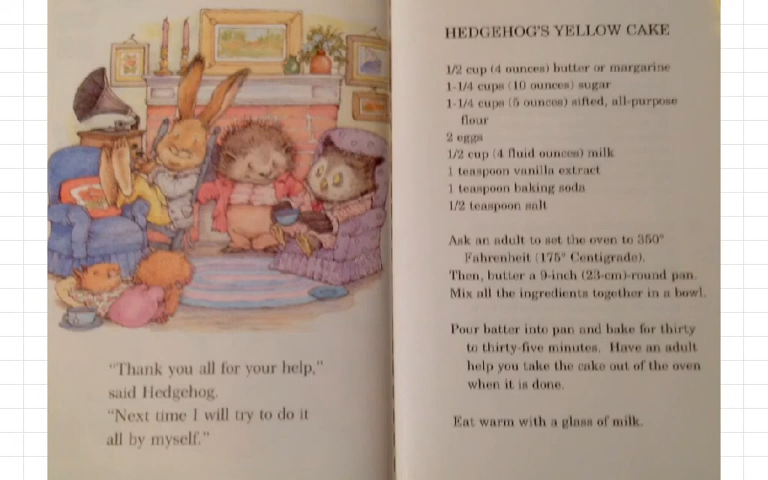 "Thank you all for your help,"
said Hedgehog.
"Next time I will try to do it
all by myself."
HEDGEHOG'S YELLOW CAKE
1/2 cup (4 ounces) butter or margarine
1-1/4 cups (10 ounces) sugar
1-1/4 cups (5 ounces) sifted, all-purpose
flour
2 eggs
1/2 cup (4 fluid ounces) milk
1 teaspoon vanilla extract
1 teaspoon baking soda
1/2 teaspoon salt
Ask an adult to set the oven to 350°
Fahrenheit (175° Centigrade).
Then, butter a 9-inch (23-cm)-round pan.
Mix all the ingredients together in a bowl.
Pour batter into pan and bake for thirty
to thirty-five minutes. Have an adult
help you take the cake out of the oven
when it is done.
Eat warm with a glass of milk.